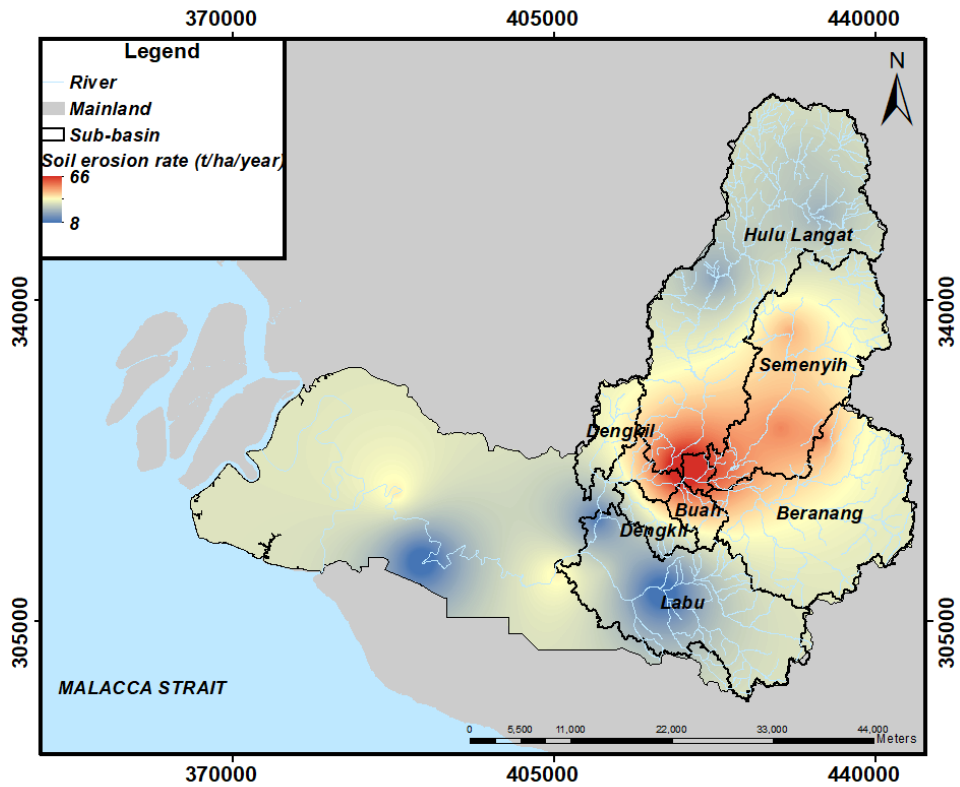 370000 405000 440000
Legend
River
Mainland
Sub-basin
Soil erosion rate (t/ha/year)
66
8
N
Hulu Langat
340000 340000
Semenyih
Dengkil
Buah
Beranang
Dengkil
Labu
305000 305000
MALACCA STRAIT
0 5,500 11,000 22,000 33,000 44,000
Meters
370000 405000 440000